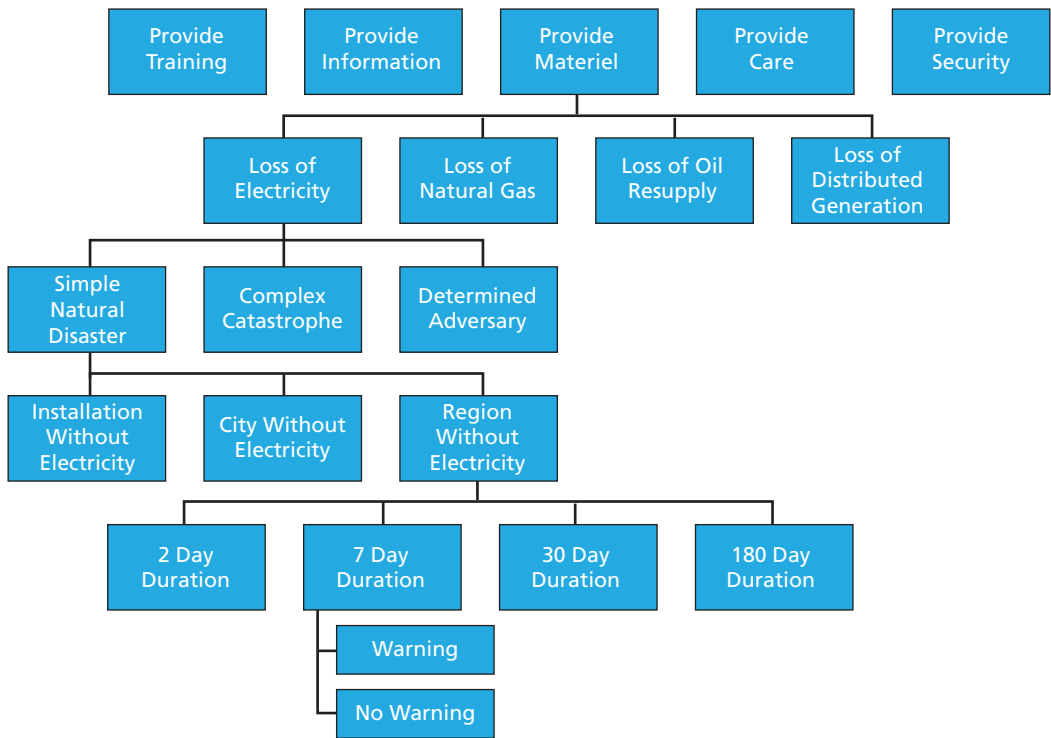 Provide
Training
Provide
Information
Provide
Materiel
Provide
Care
Provide
Security
Loss of
Electricity
Loss of
Natural Gas
Loss of Oil
Resupply
Loss of
Distributed
Generation
Simple
Natural
Disaster
Complex
Catastrophe
Determined
Adversary
Installation
Without
Electricity
City Without
Electricity
Region
Without
Electricity
2 Day
Duration
7 Day
Duration
30 Day
Duration
180 Day
Duration
Warning
No Warning